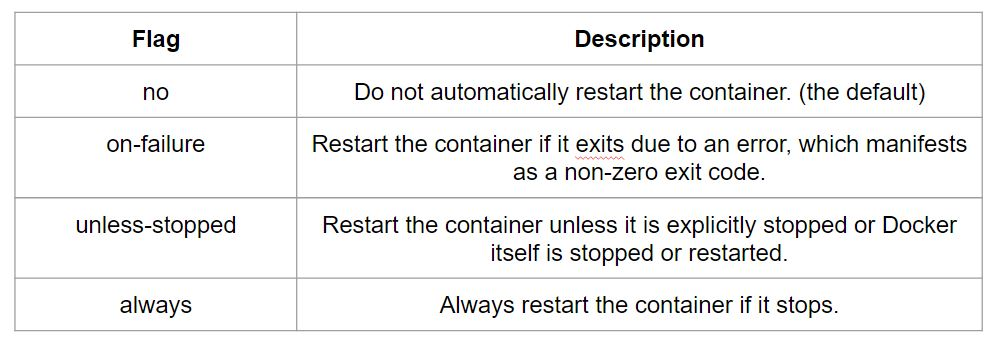 Flag Description
no Do not automatically restart the container. (the default)
on-failure Restart the container if it exits due to an error, which manifests
as a non-zero exit code.
unless-stopped Restart the container unless it is explicitly stopped or Docker
itself is stopped or restarted.
always Always restart the container if it stops.